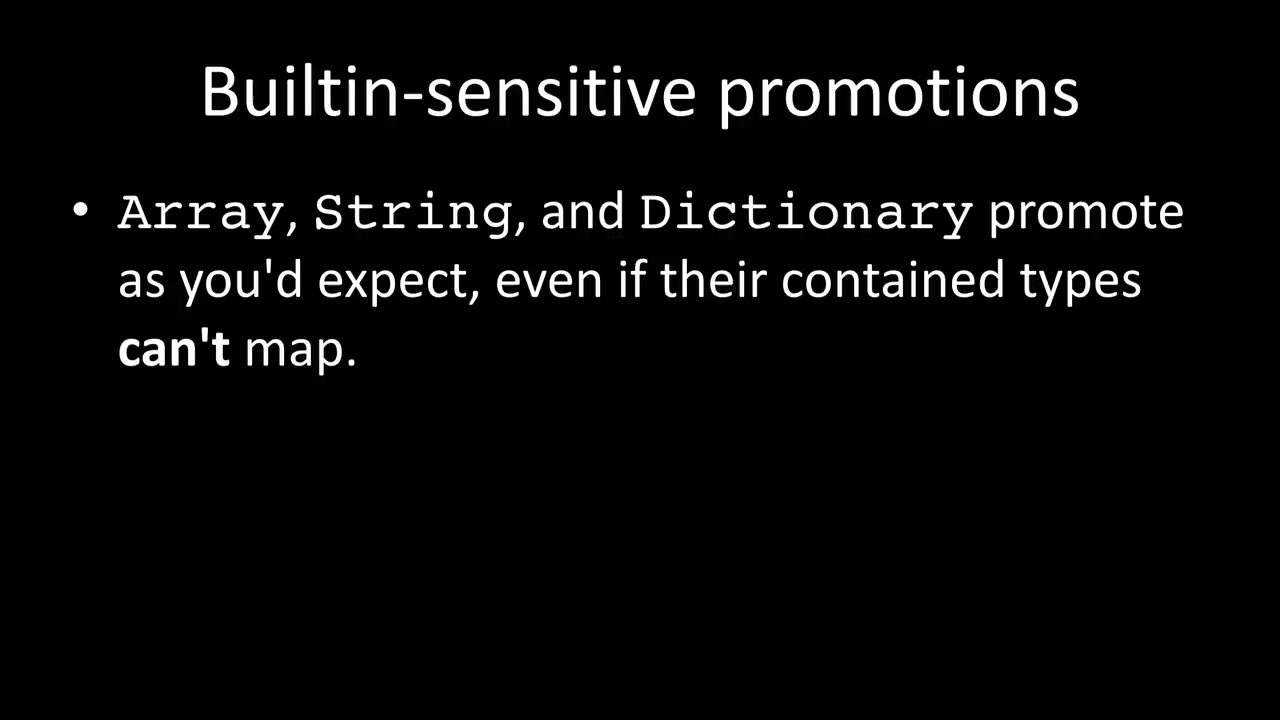 Builtin-sensitive promotions
• Array, String, and Dictionary promote
as you'd expect, even if their contained types
can't map.